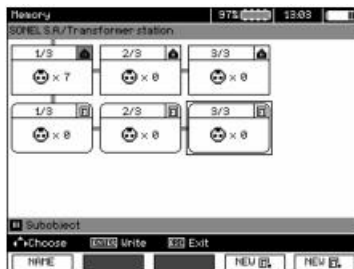 Memory 97% 13:03
SONEL S.A/Transformer station
1/3 2/3 3/3
× 7 × 0 × 0
1/3 2/3 3/3
× 0 × 0 × 0
Subobject
Choose ENTER Write ESC Exit
NAME NEW NEW